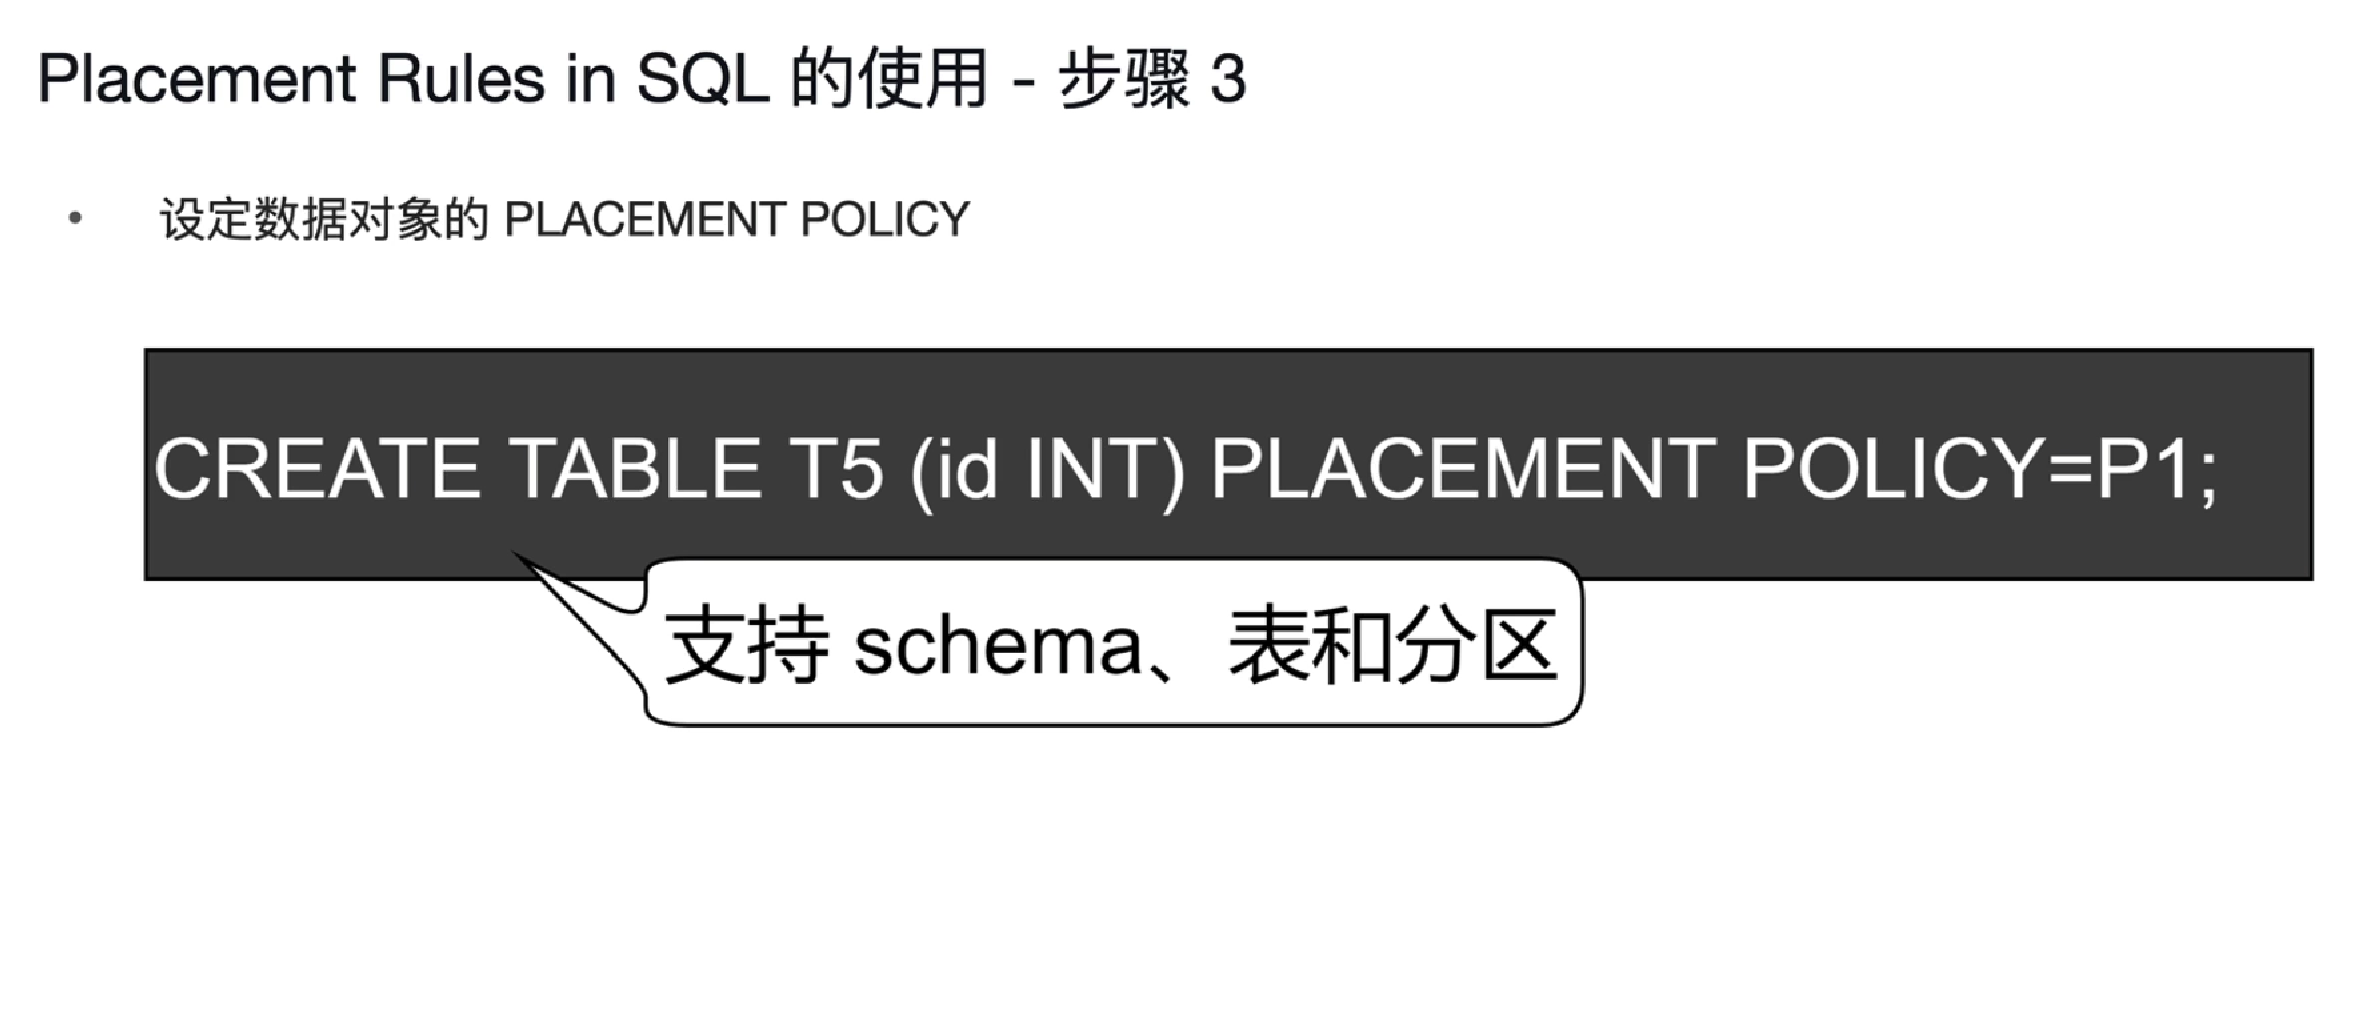 Placement Rules in SQL 的使用 - 步骤 3
• 设定数据对象的 PLACEMENT POLICY
CREATE TABLE T5 (id INT) PLACEMENT POLICY=P1;
支持 schema、表和分区